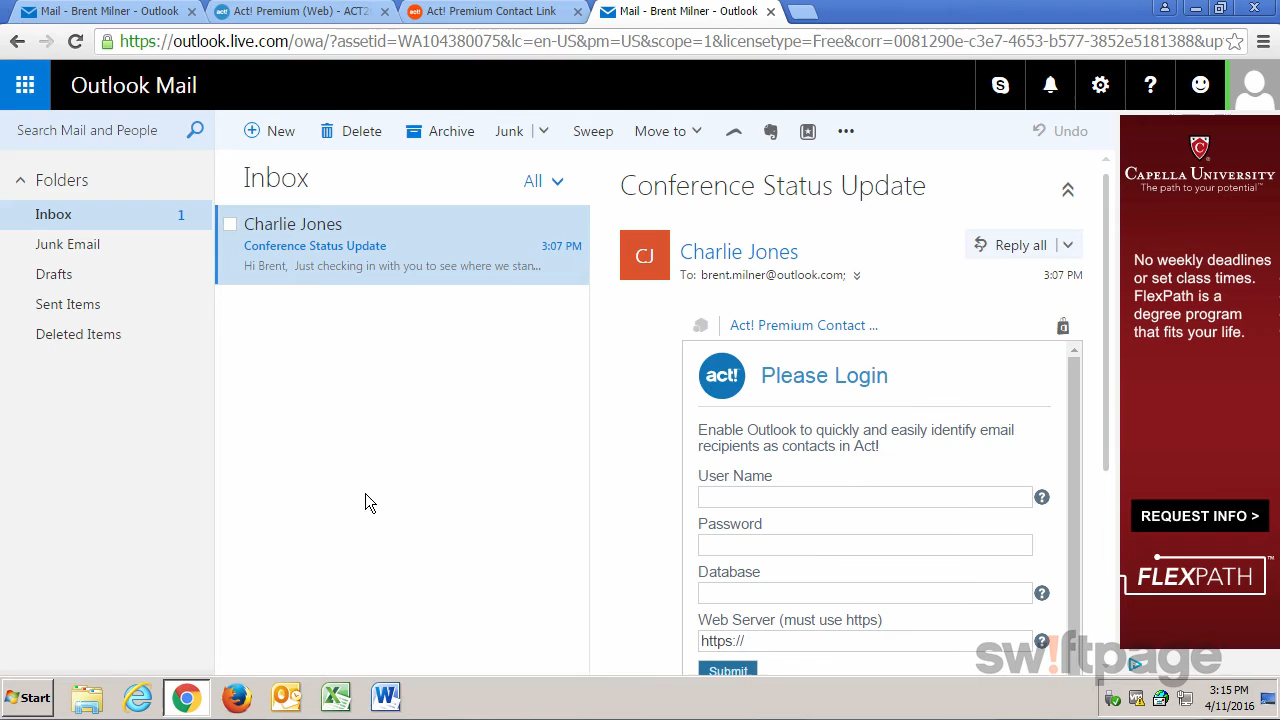 Mail - Brent Milner - Outlook
Act! Premium (Web) - ACT2
Act! Premium Contact Link
Mail - Brent Milner - Outlook
https://outlook.live.com/owa/?assetid=WA104380075&lc=en-US&pm=US&scope=1&licensetype=Free&corr=0081290e-c3e7-4653-b577-3852e5181388&up
Outlook Mail
Search Mail and People
New
Delete
Archive
Junk
Sweep
Move to
Undo
Folders
Inbox 1
Junk Email
Drafts
Sent Items
Deleted Items
Inbox
All
Charlie Jones
Conference Status Update 3:07 PM
Hi Brent, Just checking in with you to see where we stan...
Conference Status Update
CJ
Charlie Jones
Reply all
To: brent.milner@outlook.com;
3:07 PM
Act! Premium Contact ...
act!
Please Login
Enable Outlook to quickly and easily identify email
recipients as contacts in Act!
User Name
Password
Database
Web Server (must use https)
https://
Submit
CAPELLA UNIVERSITY
The path to your potential™
No weekly deadlines
or set class times.
FlexPath is a
degree program
that fits your life.
REQUEST INFO >
FLEXPATH™
sw!ftpage
Start
3:15 PM
4/11/2016